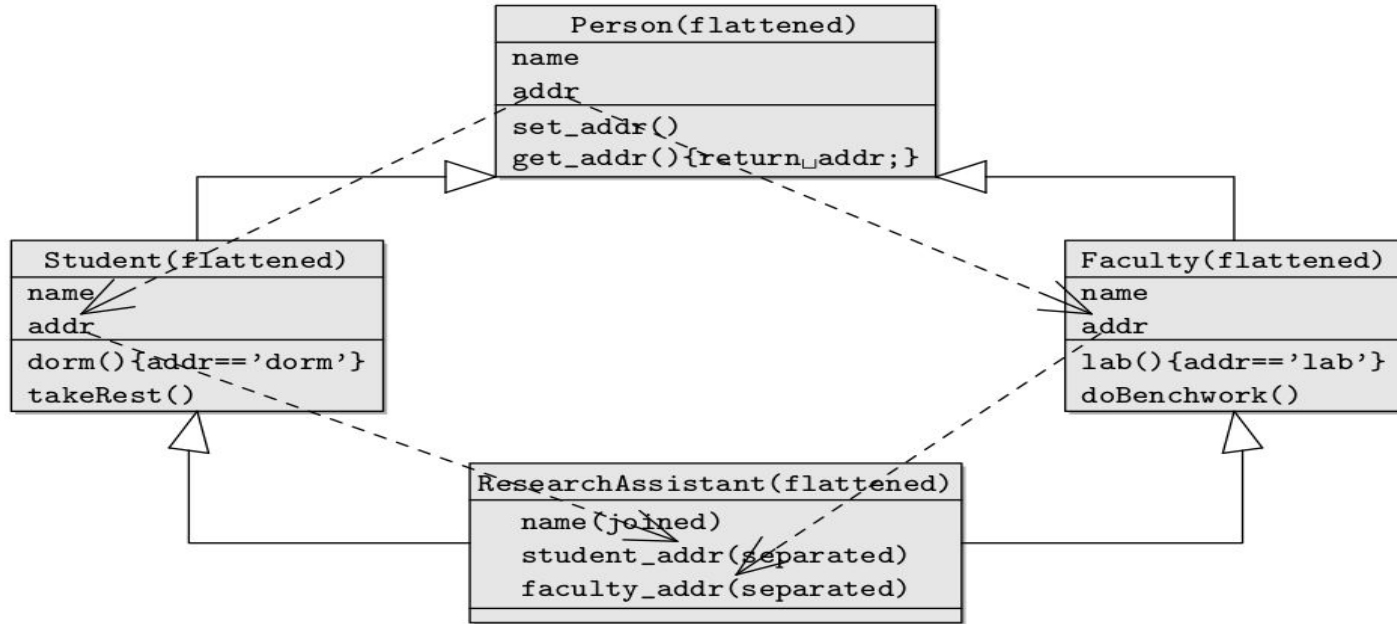 Person(flattened)
name
addr
set_addr()
get_addr(){return␣addr;}
Student(flattened)
name
addr
dorm(){addr=='dorm'}
takeRest()
Faculty(flattened)
name
addr
lab(){addr=='lab'}
doBenchwork()
ResearchAssistant(flattened)
name(joined)
student_addr(separated)
faculty_addr(separated)